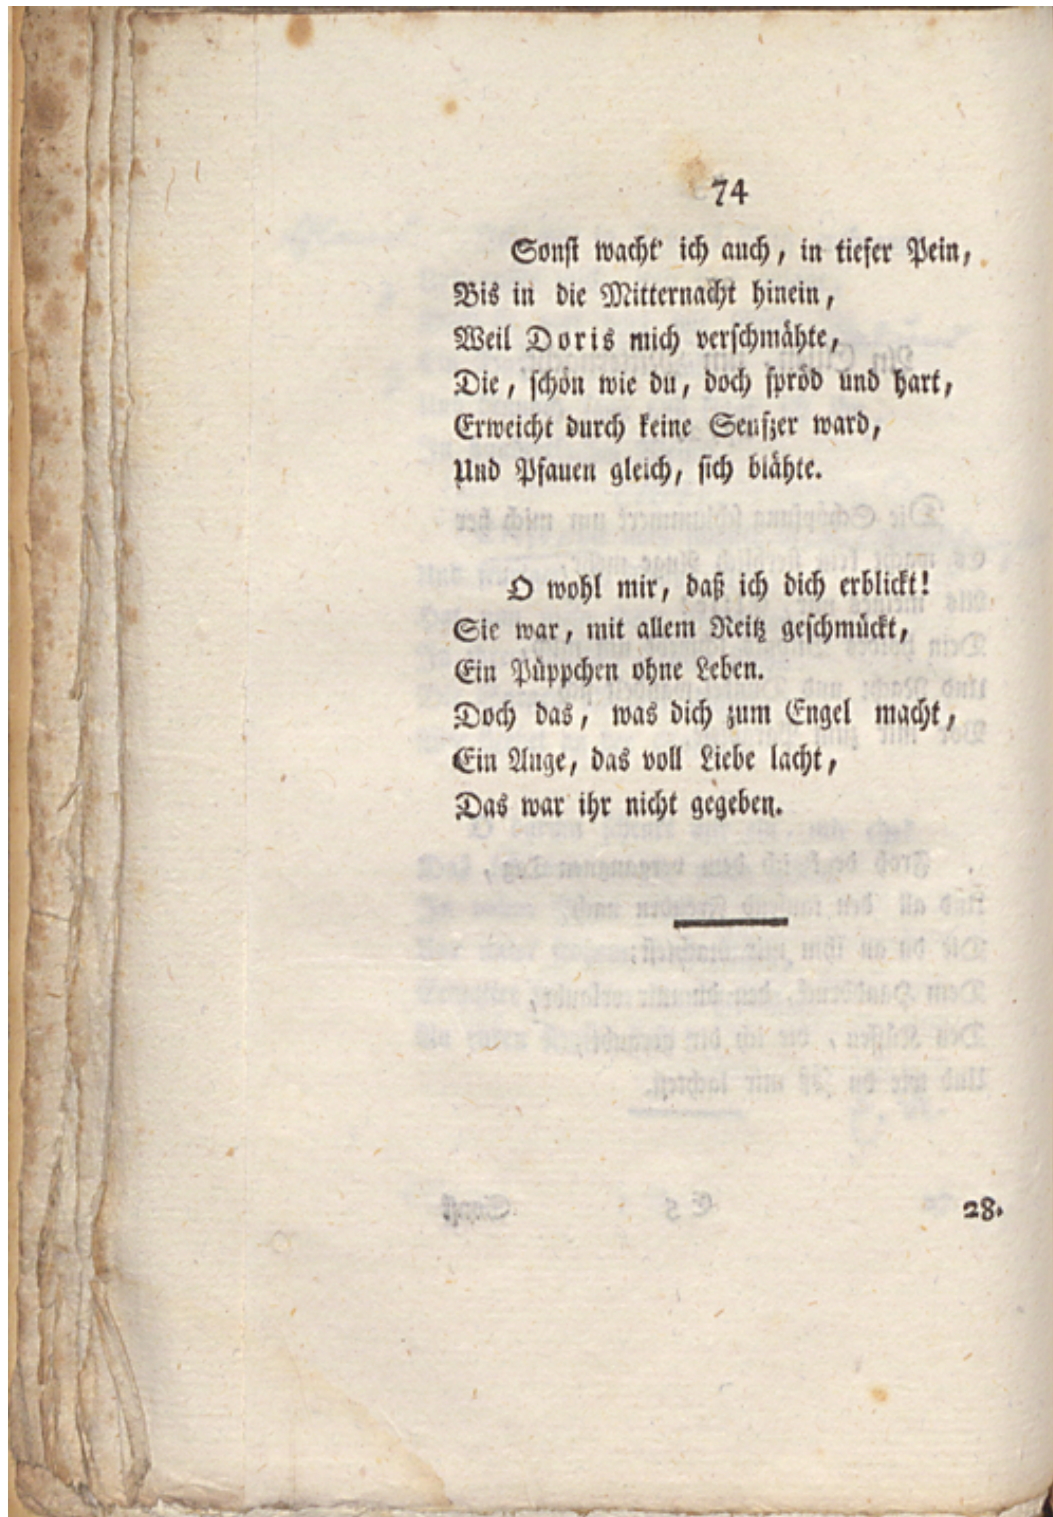 74
Sonst wacht' ich auch, in tiefer Pein,
Bis in die Mitternacht hinein,
Weil Doris mich verschmähte,
Die, schön wie du, doch spröd und hart,
Erweicht durch keine Seufzer ward,
Und Pfauen gleich, sich blähte.
O wohl mir, daß ich dich erblickt!
Sie war, mit allem Reitz geschmückt,
Ein Püppchen ohne Leben.
Doch das, was dich zum Engel macht,
Ein Auge, das voll Liebe lacht,
Das war ihr nicht gegeben.
28.